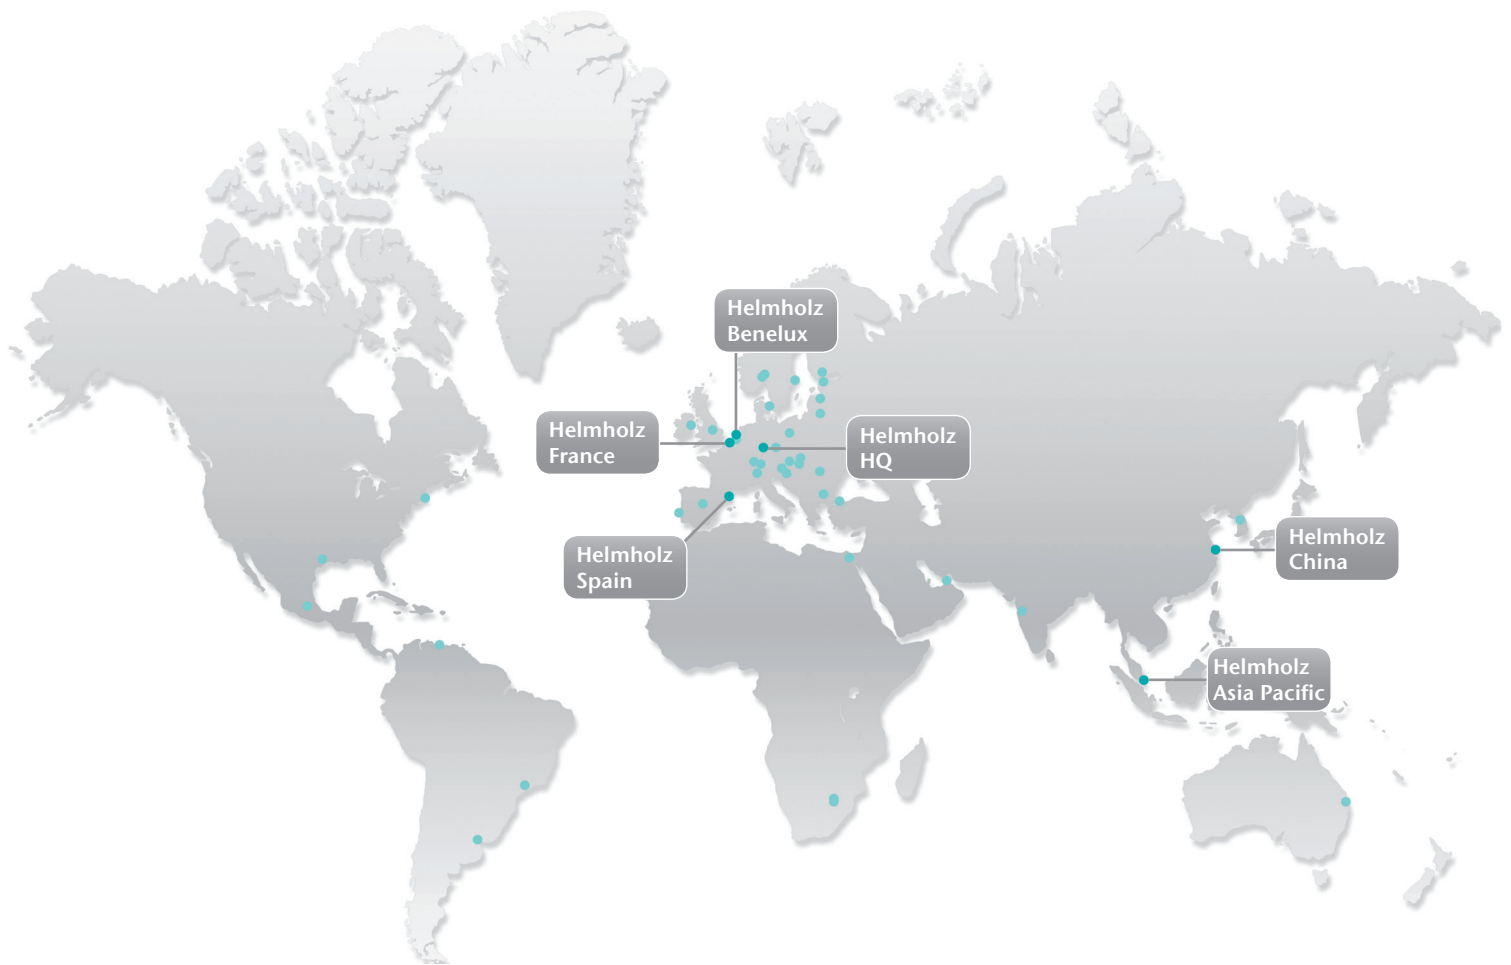 Helmholz
Benelux
Helmholz
France
Helmholz
HQ
Helmholz
Spain
Helmholz
China
Helmholz
Asia Pacific